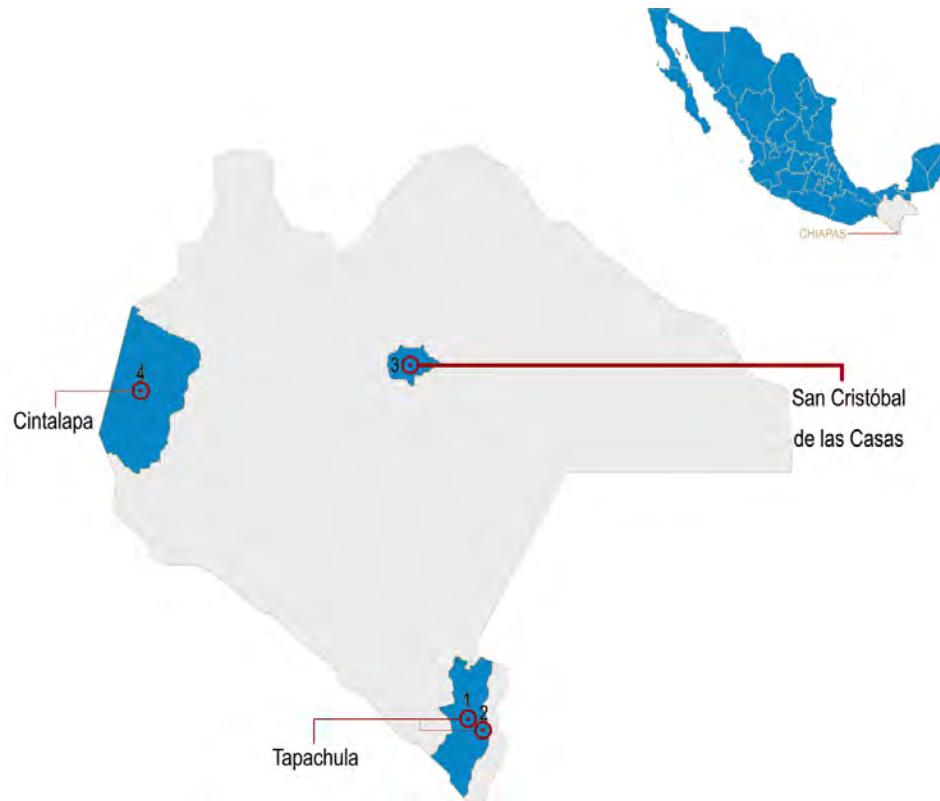 CHIAPAS
4
3
Cintalapa
San Cristóbal
de las Casas
1
2
Tapachula